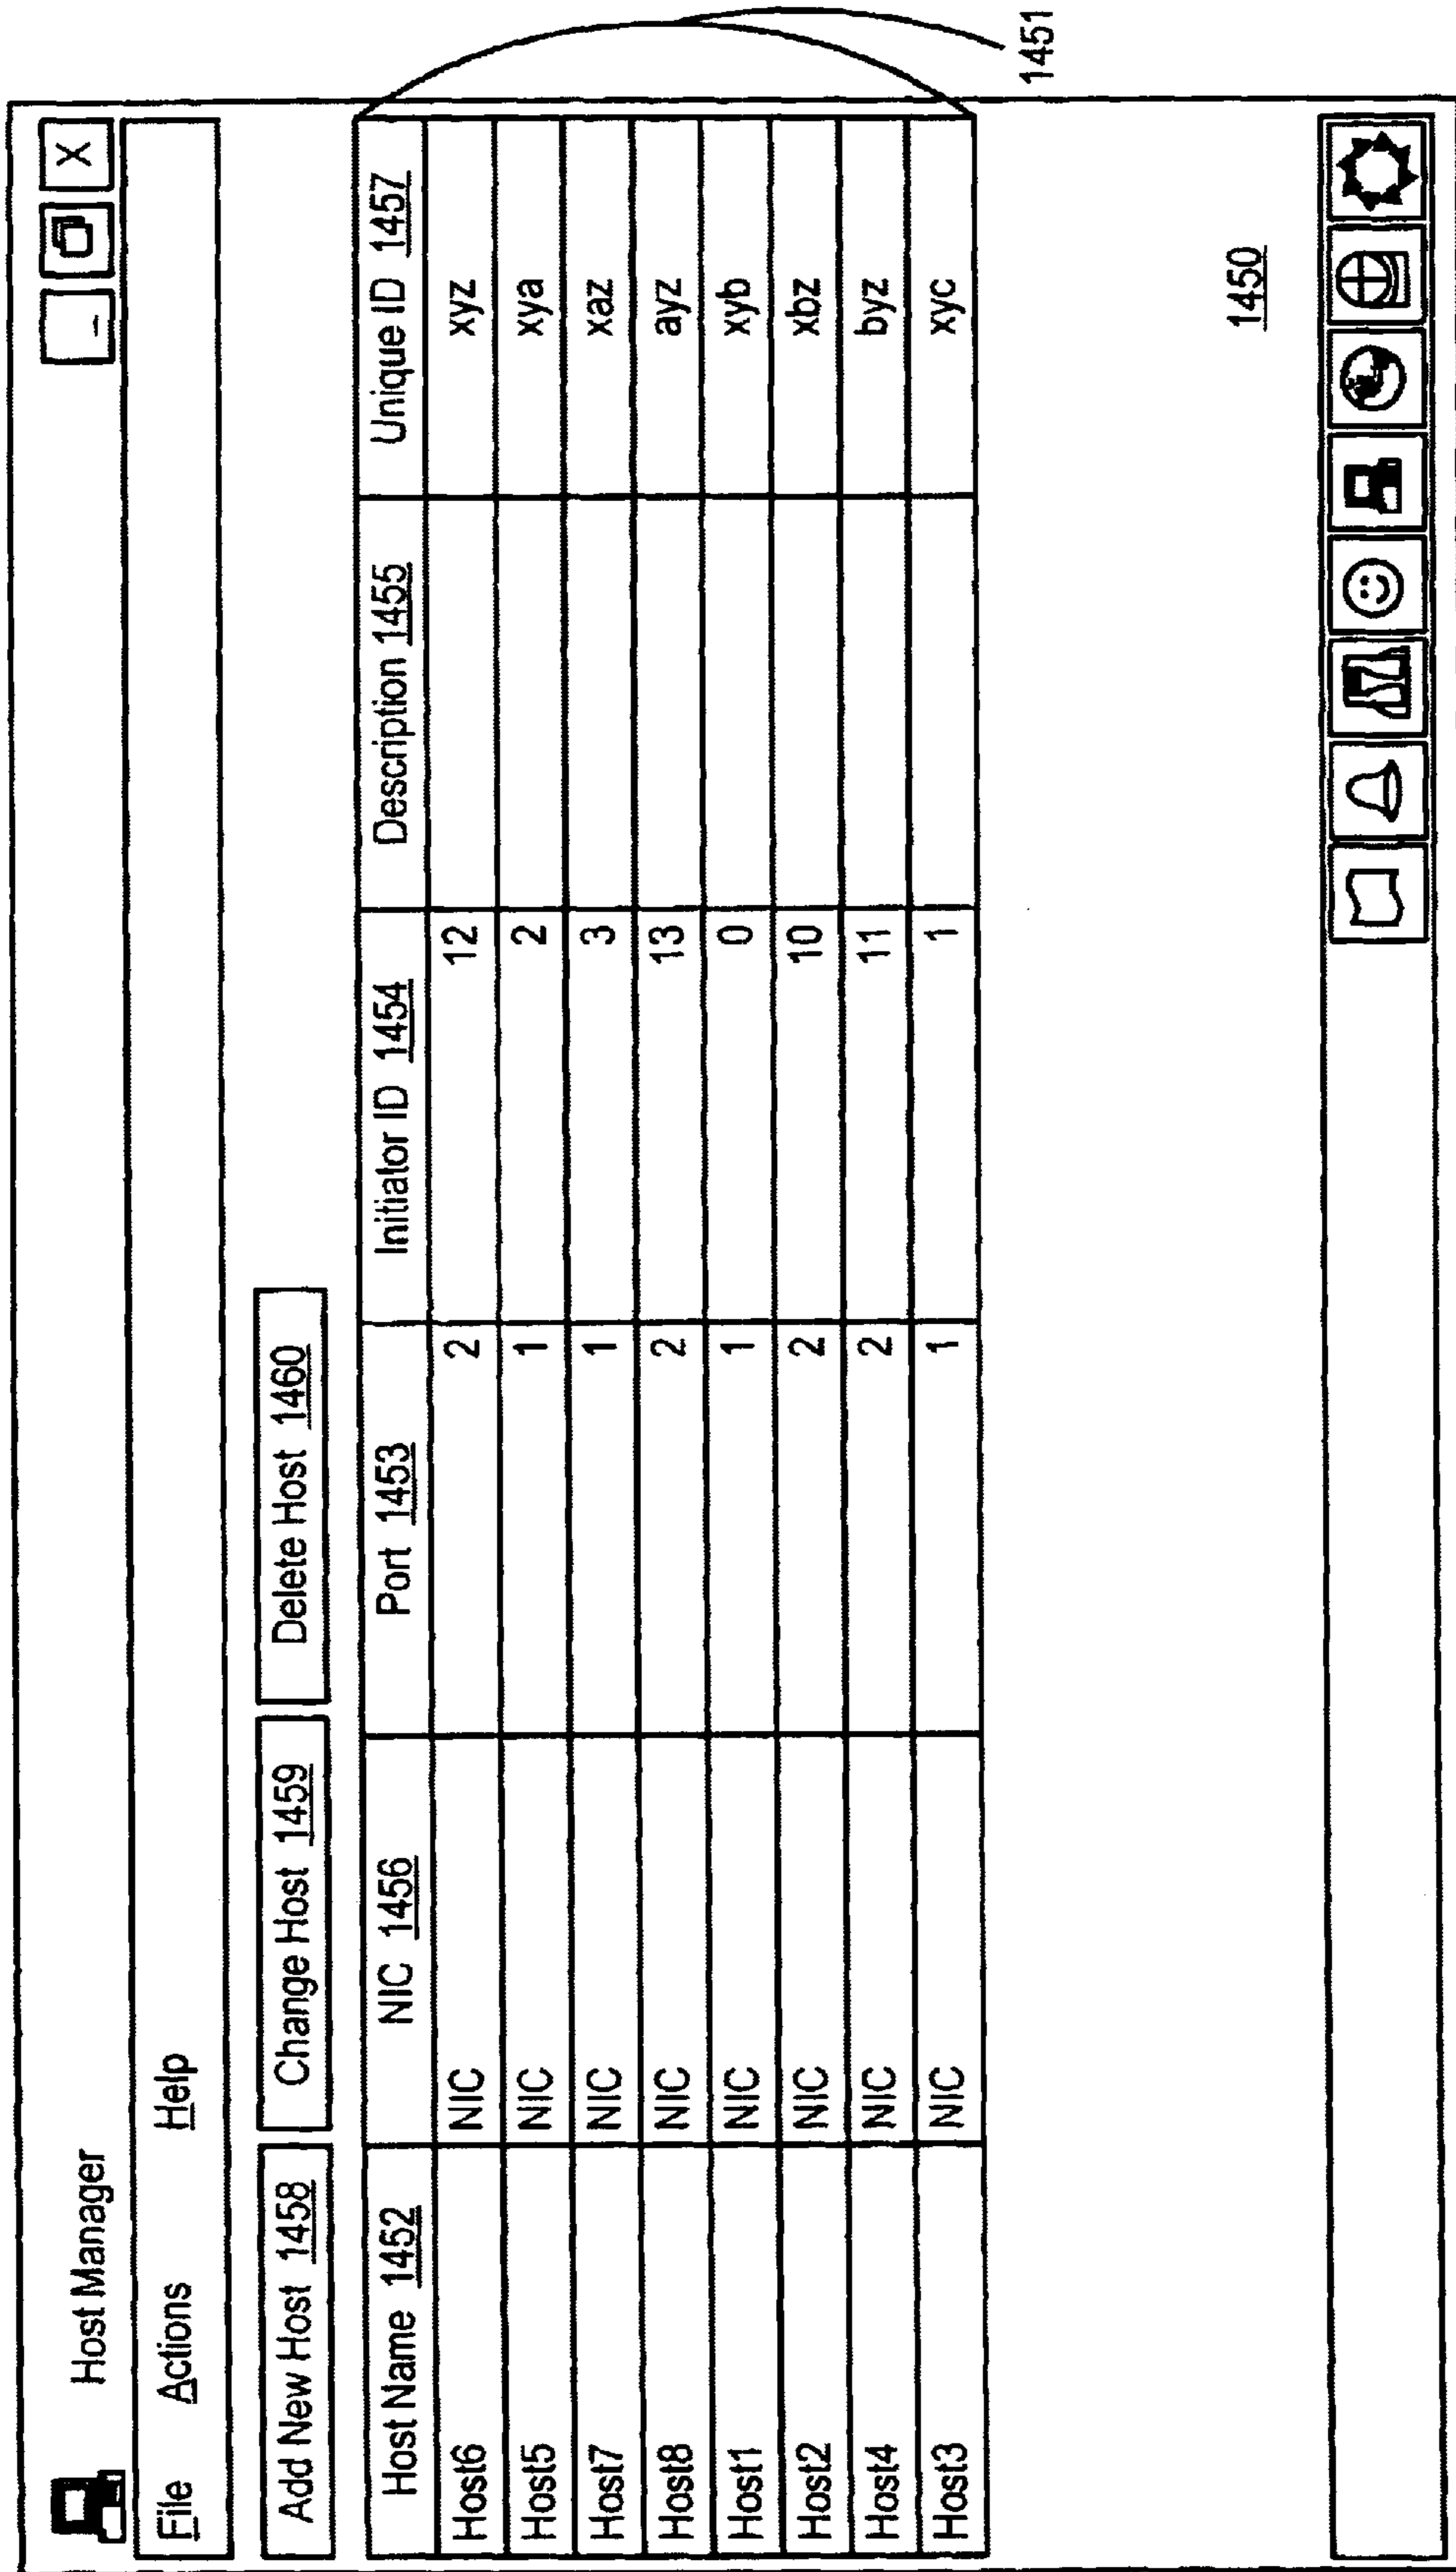 Host Manager
_ X
File Actions Help
Add New Host 1458 Change Host 1459 Delete Host 1460
Host Name 1452 NIC 1456 Port 1453 Initiator ID 1454 Description 1455 Unique ID 1457
Host6 NIC 2 12 xyz
Host5 NIC 1 2 xya
Host7 NIC 1 3 xaz
Host8 NIC 2 13 ayz
Host1 NIC 1 0 xyb
Host2 NIC 2 10 xbz
Host4 NIC 2 11 byz
Host3 NIC 1 1 xyc
1451
1450